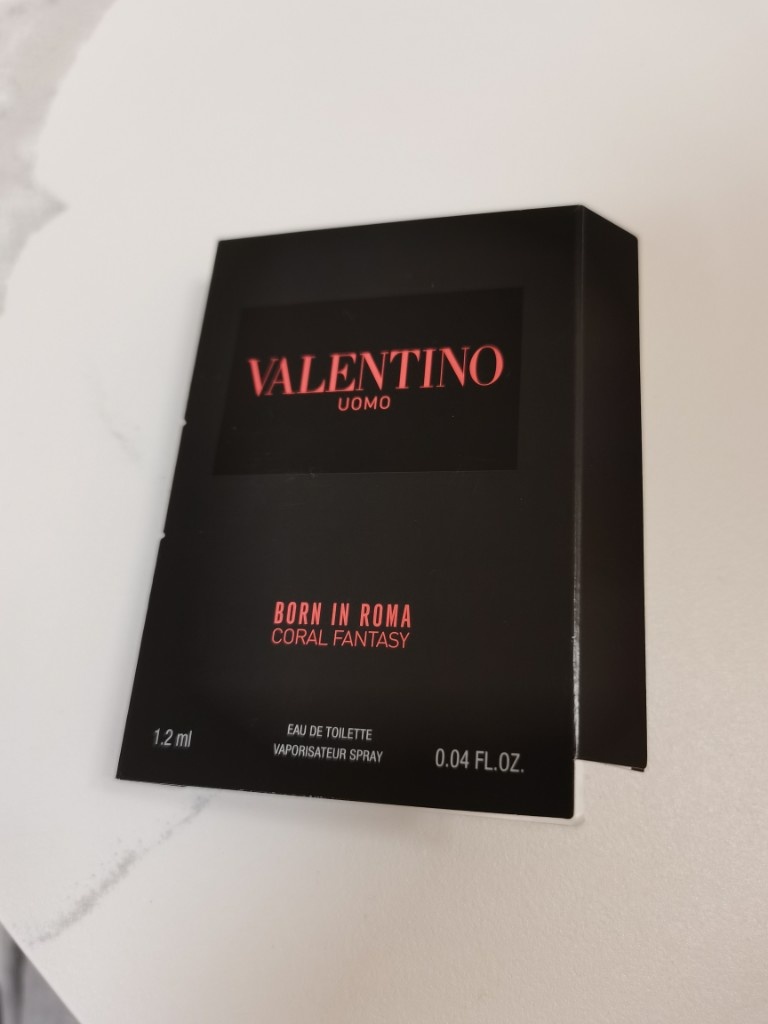 VALENTINO
UOMO
BORN IN ROMA
CORAL FANTASY
1.2 ml
EAU DE TOILETTE
VAPORISATEUR SPRAY
0.04 FL.OZ.